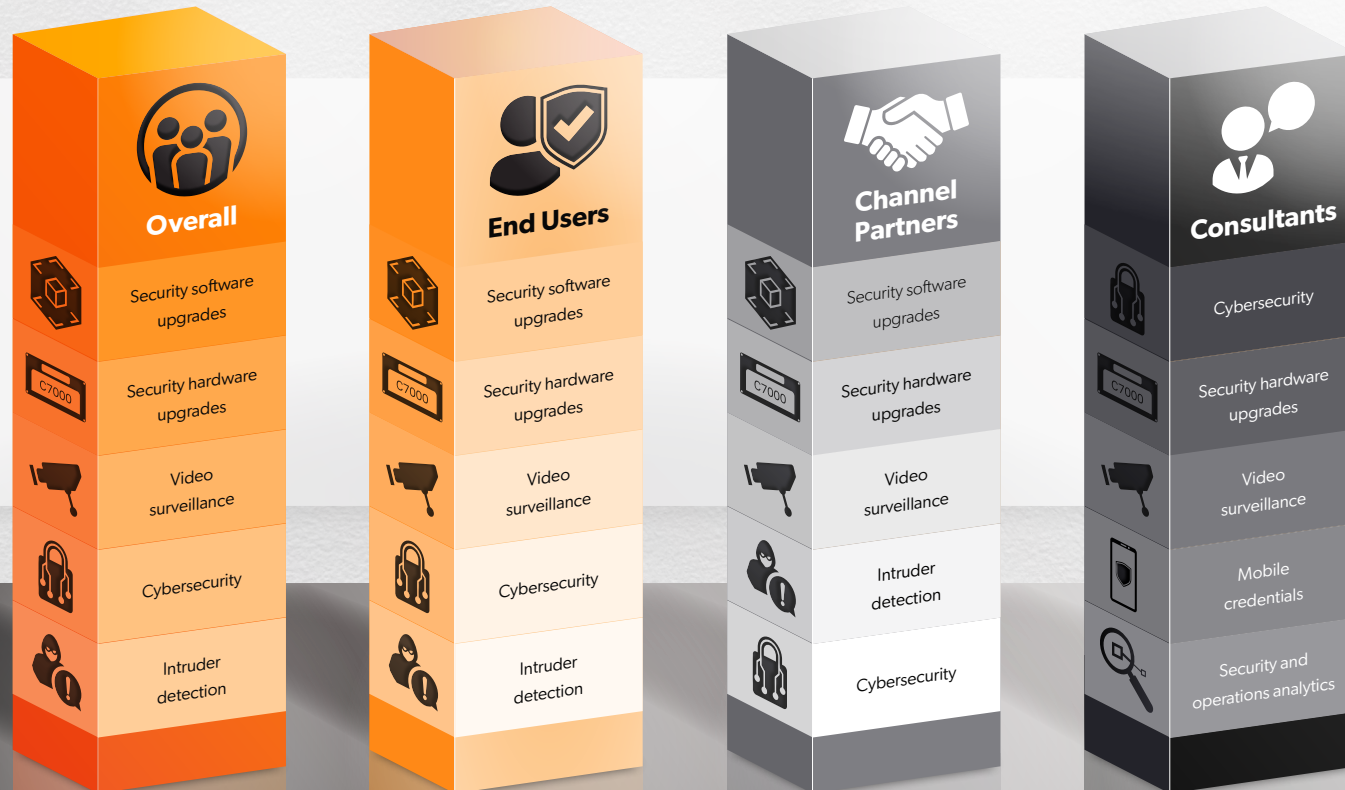 Overall
Security software
upgrades
C7000
Security hardware
upgrades
Video
surveillance
Cybersecurity
Intruder
detection
End Users
Security software
upgrades
C7000
Security hardware
upgrades
Video
surveillance
Cybersecurity
Intruder
detection
Channel
Partners
Security software
upgrades
C7000
Security hardware
upgrades
Video
surveillance
Intruder
detection
Cybersecurity
Consultants
Cybersecurity
C7000
Security hardware
upgrades
Video
surveillance
Mobile
credentials
Security and
operations analytics